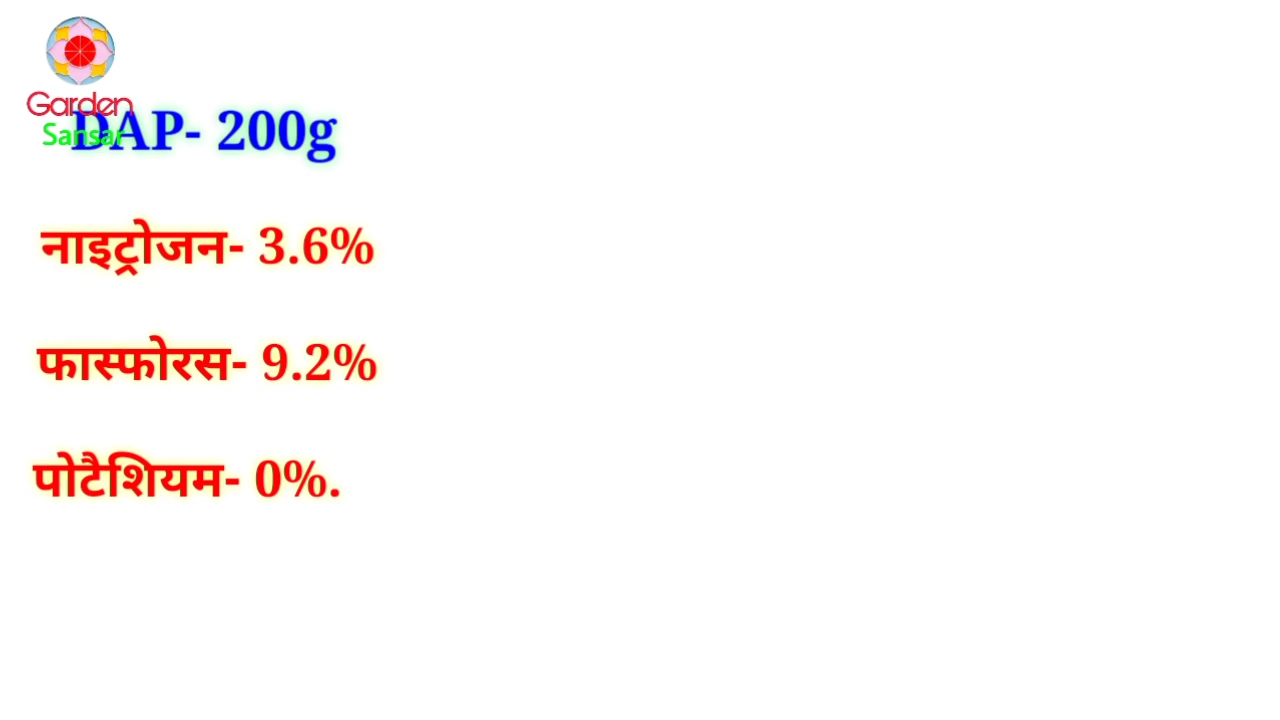 Garden
Sansar
DAP- 200g
नाइट्रोजन- 3.6%
फास्फोरस- 9.2%
पोटैशियम- 0%.